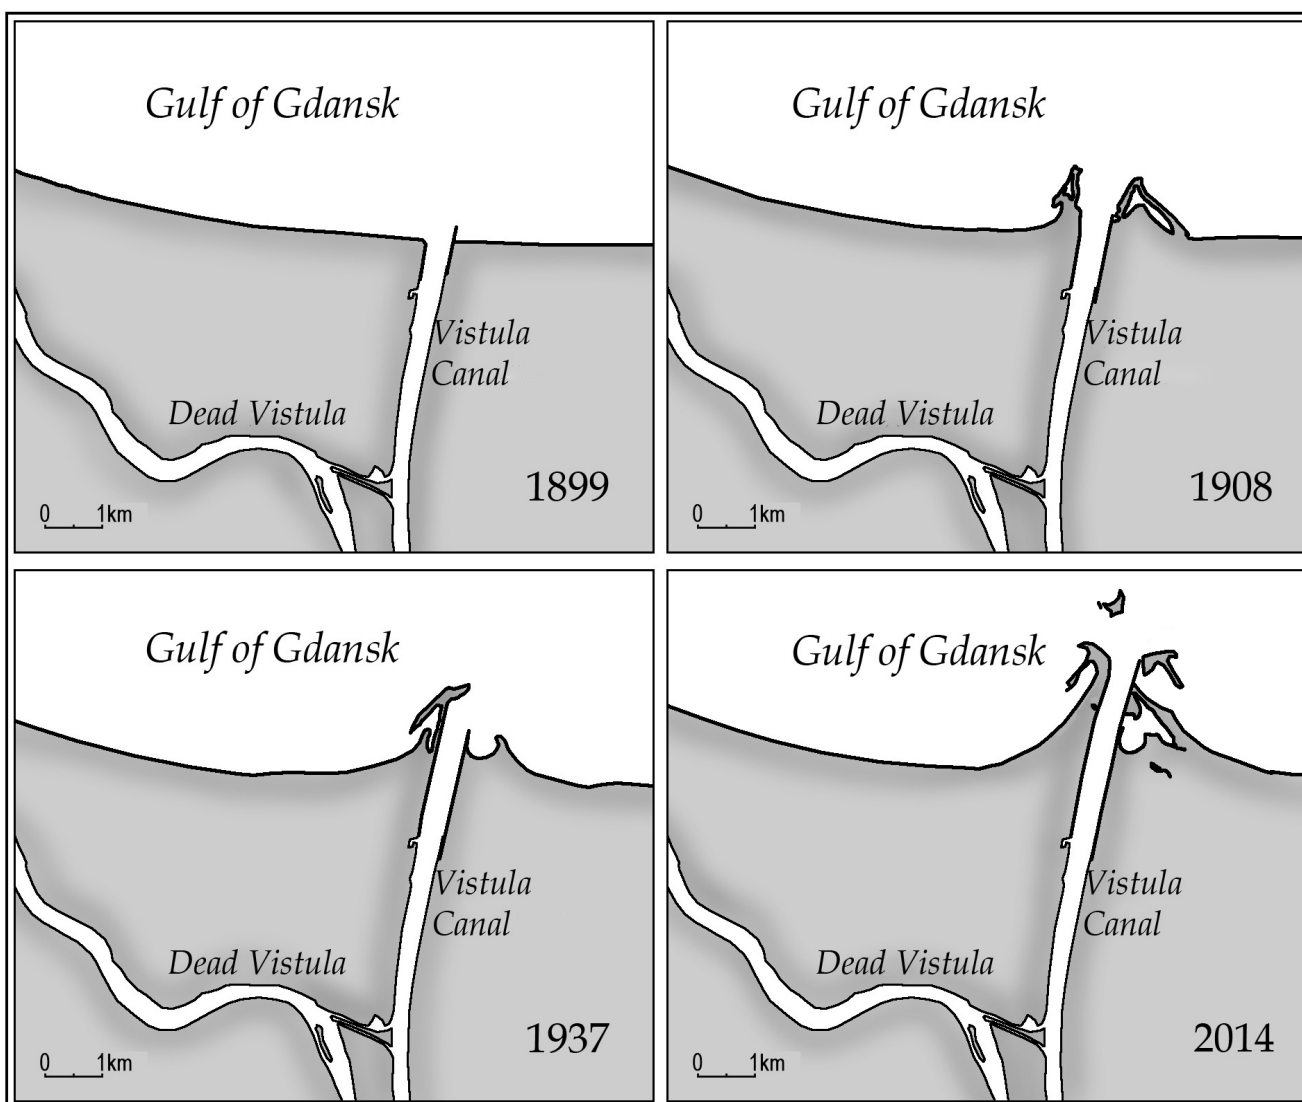 Gulf of Gdansk
Vistula
Canal
Dead Vistula
1899
0 1km
Gulf of Gdansk
Vistula
Canal
Dead Vistula
1908
0 1km
Gulf of Gdansk
Vistula
Canal
Dead Vistula
1937
0 1km
Gulf of Gdansk
Vistula
Canal
Dead Vistula
2014
0 1km